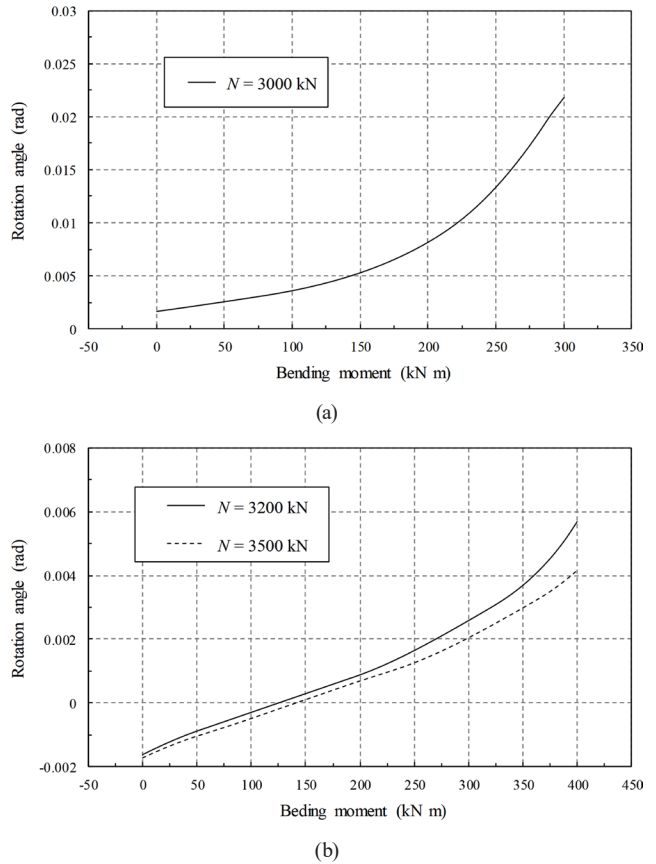 0.03
0.025
0.02
0.015
0.01
0.005
0
Rotation angle (rad)
N = 3000 kN
-50 0 50 100 150 200 250 300 350
Bending moment (kN m)
(a)
0.008
0.006
0.004
0.002
0
-0.002
Rotation angle (rad)
N = 3200 kN
N = 3500 kN
-50 0 50 100 150 200 250 300 350 400 450
Beding moment (kN m)
(b)